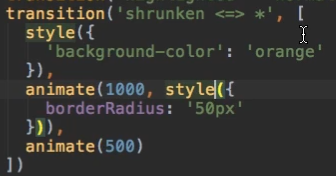 transition('shrunken <=> *', [
style({
'background-color': 'orange'
}),
animate(1000, style({
borderRadius: '50px'
})),
animate(500)
])